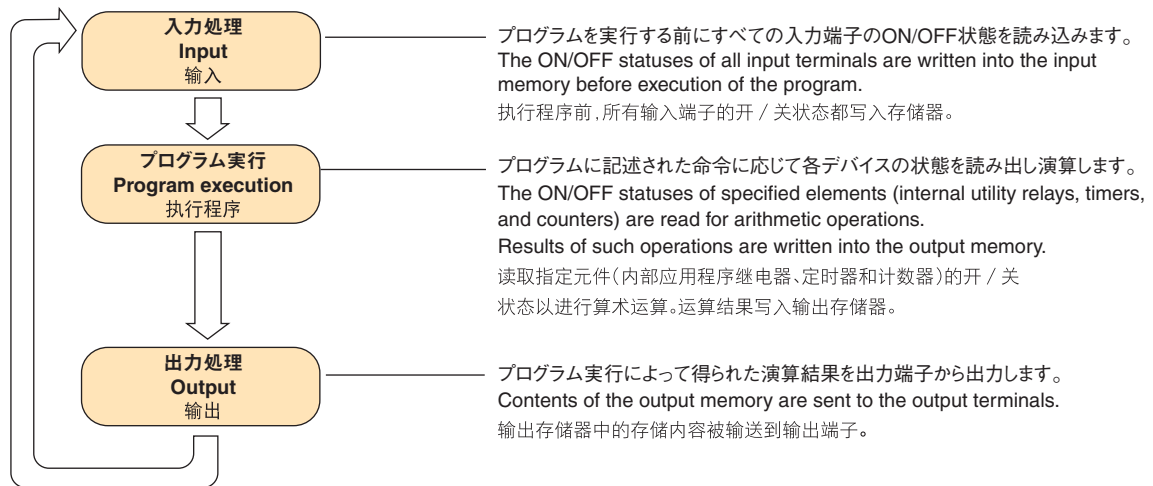 入力処理
Input
输入
プログラムを実行する前にすべての入力端子のON/OFF状態を読み込みます。
The ON/OFF statuses of all input terminals are written into the input
memory before execution of the program.
执行程序前,所有输入端子的开 / 关状态都写入存储器。
プログラム実行
Program execution
执行程序
プログラムに記述された命令に応じて各デバイスの状態を読み出し演算します。
The ON/OFF statuses of specified elements (internal utility relays, timers,
and counters) are read for arithmetic operations.
Results of such operations are written into the output memory.
读取指定元件(内部应用程序继电器、定时器和计数器)的开 / 关
状态以进行算术运算。运算结果写入输出存储器。
出力処理
Output
输出
プログラム実行によって得られた演算結果を出力端子から出力します。
Contents of the output memory are sent to the output terminals.
输出存储器中的存储内容被输送到输出端子。